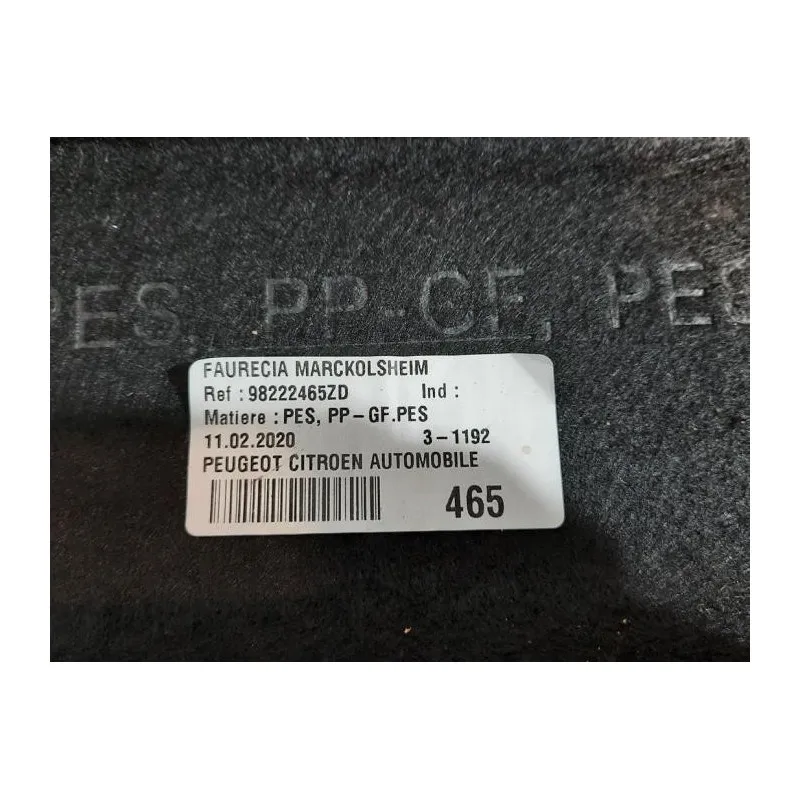 PES, PP-CF, PES
FAURECIA MARCKOLSHEIM
Ref : 98222465ZD Ind :
Matiere : PES, PP-GF.PES
11.02.2020 3-1192
PEUGEOT CITROEN AUTOMOBILE
465